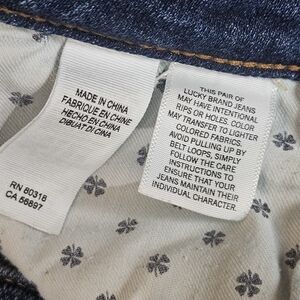 MADE IN CHINA
FABRIQUE EN CHINE
HECHO EN CHINA
DIBUAT DI CINA
RN 80318
CA 56897
THIS PAIR OF
LUCKY BRAND JEANS
MAY HAVE INTENTIONAL
RIPS OR HOLES. COLOR
MAY TRANSFER TO LIGHTER
COLORED FABRICS.
AVOID PULLING UP BY
BELT LOOPS, SIMPLY
FOLLOW THE CARE
INSTRUCTIONS TO
ENSURE YOUR
JEANS MAINTAIN THEIR
INDIVIDUAL CHARACTER.